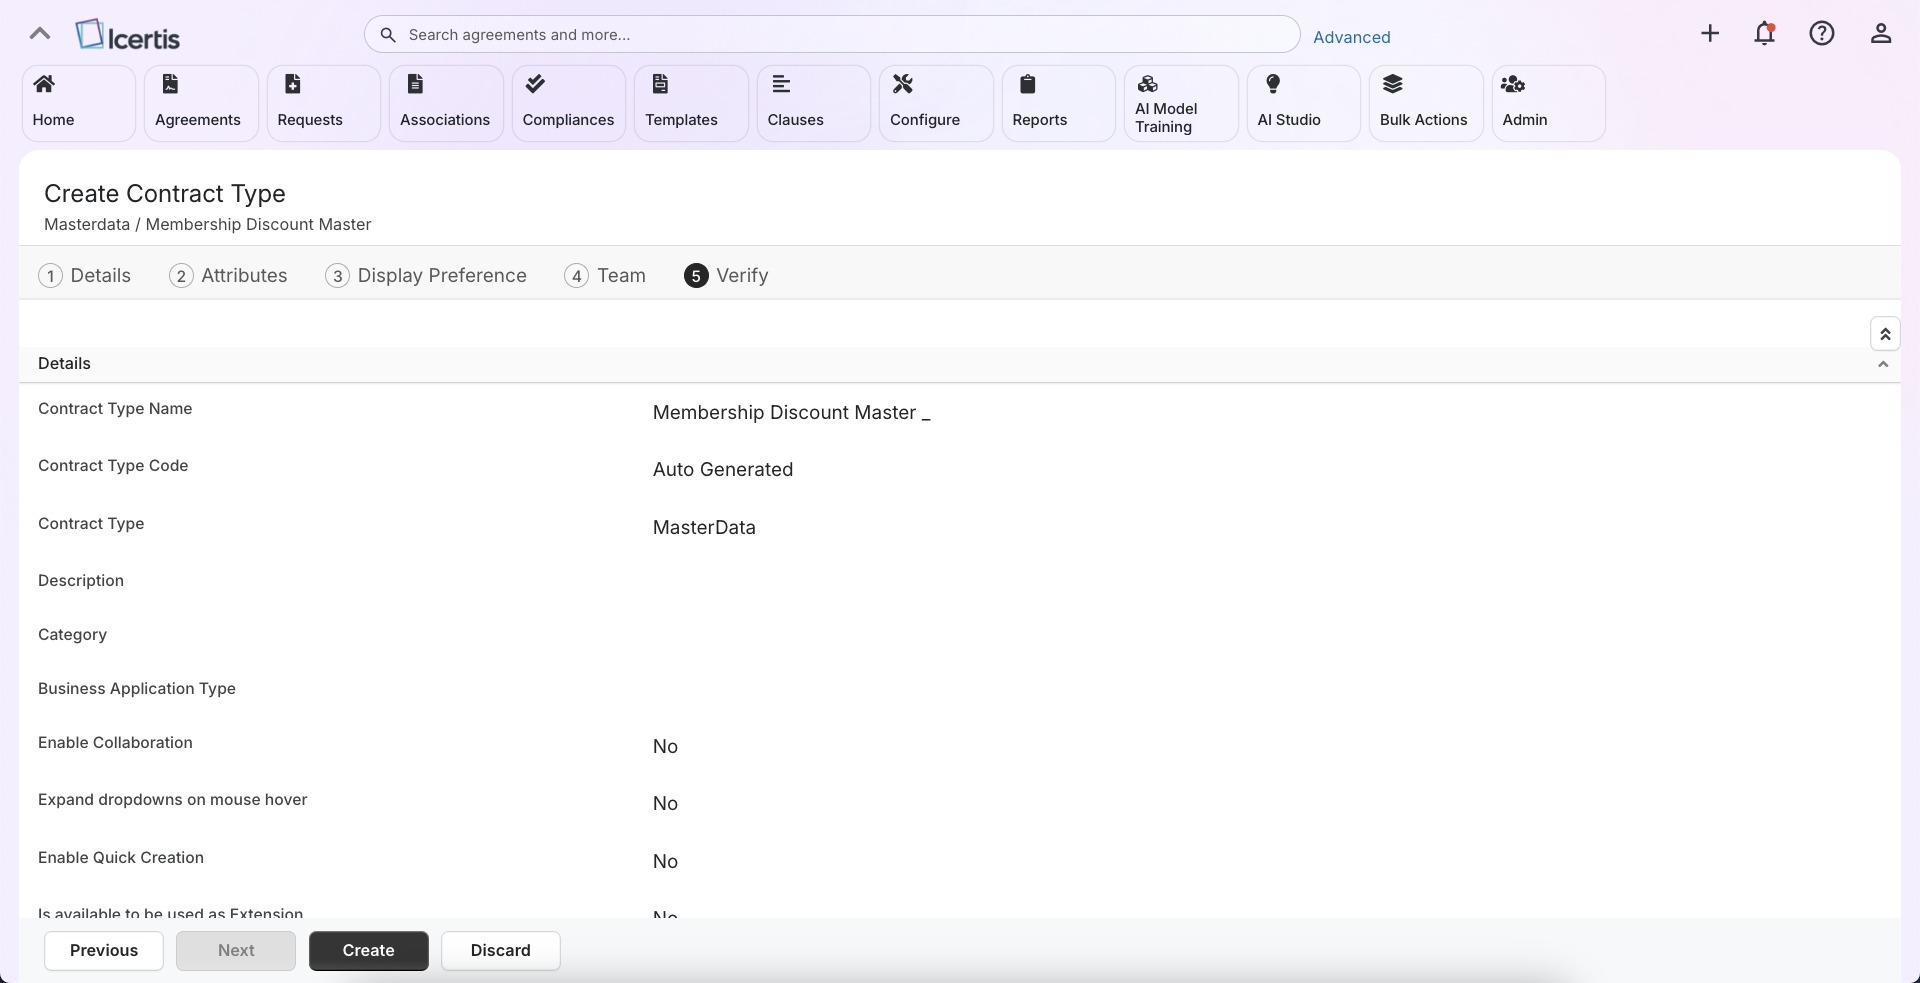 Icertis
Search agreements and more...
Advanced
Home
Agreements
Requests
Associations
Compliances
Templates
Clauses
Configure
Reports
AI Model
Training
AI Studio
Bulk Actions
Admin
Create Contract Type
Masterdata / Membership Discount Master
1 Details
2 Attributes
3 Display Preference
4 Team
5 Verify
Details
Contract Type Name
Membership Discount Master _
Contract Type Code
Auto Generated
Contract Type
MasterData
Description
Category
Business Application Type
Enable Collaboration
No
Expand dropdowns on mouse hover
No
Enable Quick Creation
No
Is available to be used as Extension
No
Previous
Next
Create
Discard